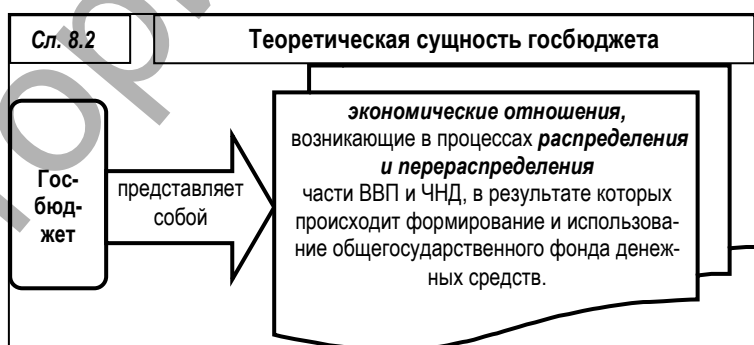 Сл. 8.2
Теоретическая сущность госбюджета
Гос-
бюд-
жет
представляет
собой
экономические отношения,
возникающие в процессах распределения
и перераспределения
части ВВП и ЧНД, в результате которых
происходит формирование и использова-
ние общегосударственного фонда денеж-
ных средств.